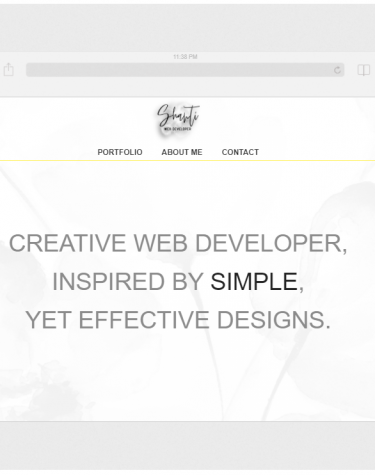 11:38 PM
Shanti
WEB DEVELOPER
PORTFOLIO ABOUT ME CONTACT
CREATIVE WEB DEVELOPER,
INSPIRED BY SIMPLE,
YET EFFECTIVE DESIGNS.